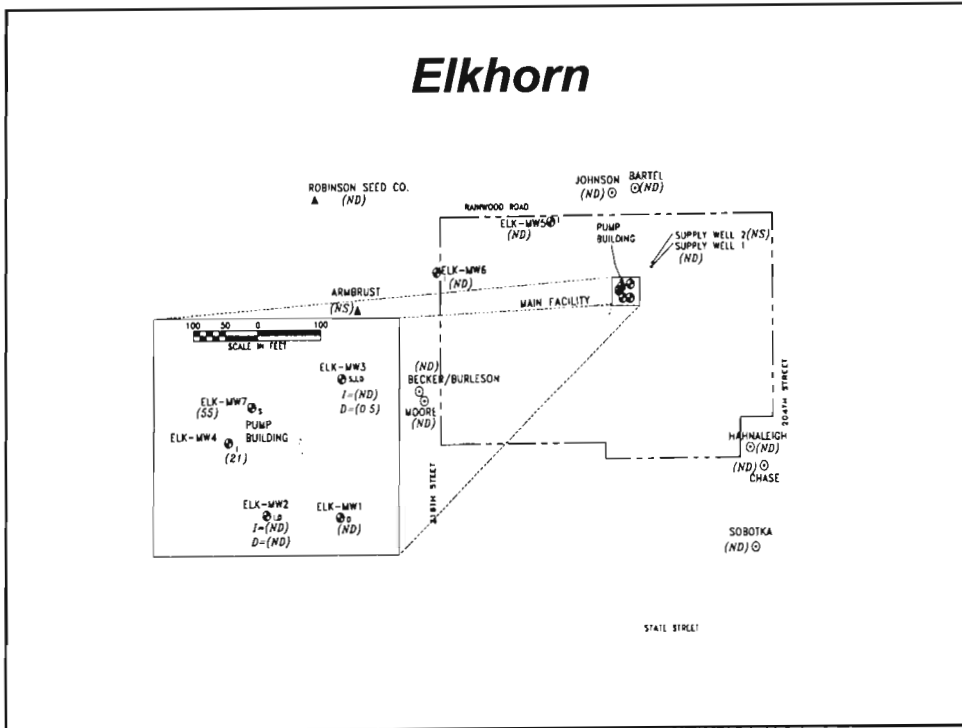 Elkhorn
ROBINSON SEED CO.
(ND)
JOHNSON
(ND)
BARTEL
(ND)
RAINWOOD ROAD
ELK-MW5
I
(ND)
PUMP
BUILDING
SUPPLY WELL 2(NS)
SUPPLY WELL 1
(ND)
ELK-MW6
(ND)
ARMBRUST
(NS)
MAIN FACILITY
100 50 0 100
SCALE IN FEET
ELK-MW3
S,I,D
I=(ND)
D=(0.5)
ELK-MW7
S
(55)
PUMP
BUILDING
ELK-MW4
I
(21)
ELK-MW2
I,D
I=(ND)
D=(ND)
ELK-MW1
D
(ND)
(ND)
BECKER/BURLESON
MOORE
(ND)
216TH STEET
204TH STREET
HAHNALEIGH
(ND)
(ND)
CHASE
SOBOTKA
(ND)
STATE STREET